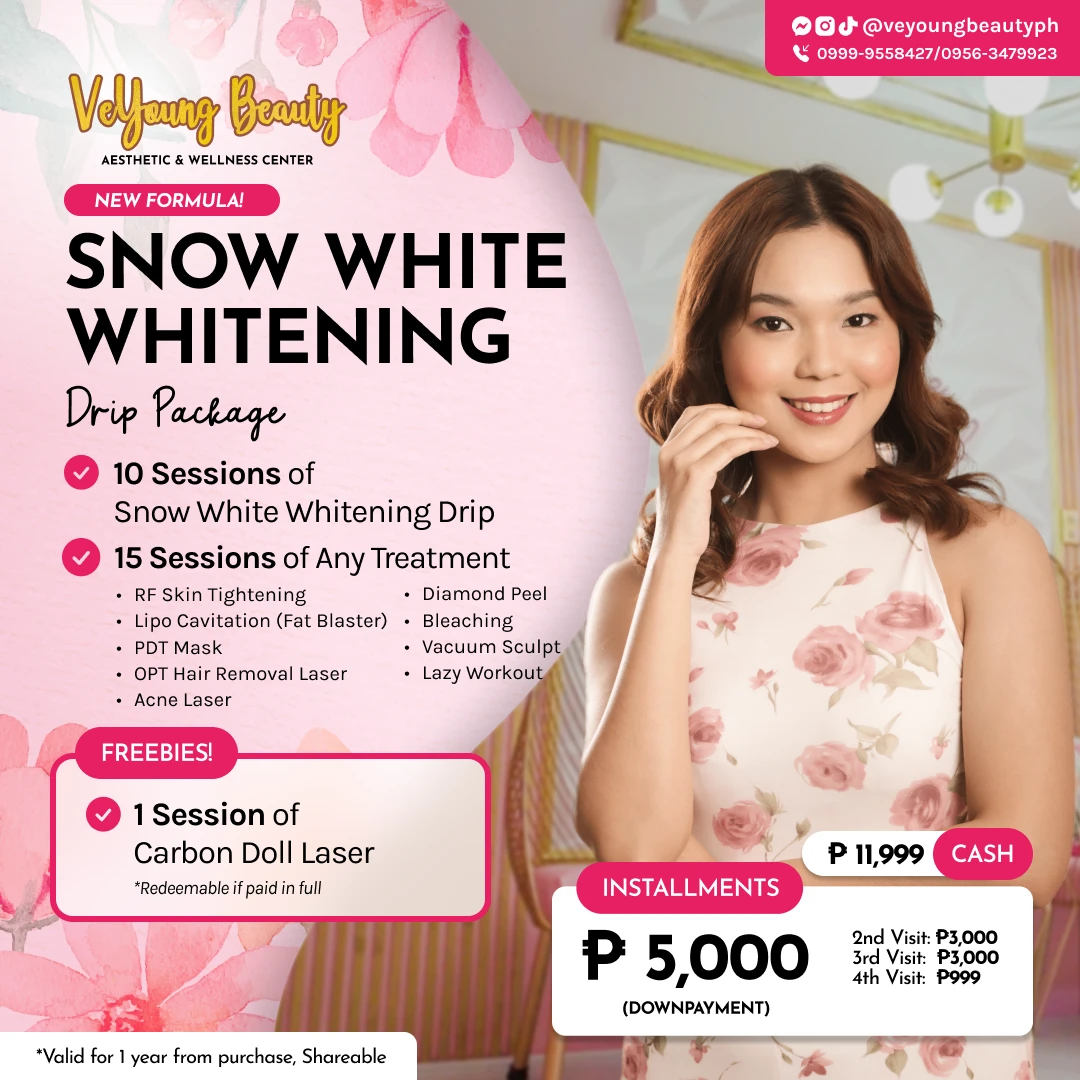 @veyoungbeautyph
0999-9558427/0956-3479923
VeYoung Beauty
AESTHETIC & WELLNESS CENTER
NEW FORMULA!
SNOW WHITE
WHITENING
Drip Package
10 Sessions of
Snow White Whitening Drip
15 Sessions of Any Treatment
• RF Skin Tightening
• Lipo Cavitation (Fat Blaster)
• PDT Mask
• OPT Hair Removal Laser
• Acne Laser
• Diamond Peel
• Bleaching
• Vacuum Sculpt
• Lazy Workout
FREEBIES!
1 Session of
Carbon Doll Laser
*Redeemable if paid in full
₱ 11,999 CASH
INSTALLMENTS
₱ 5,000
(DOWNPAYMENT)
2nd Visit: ₱3,000
3rd Visit: ₱3,000
4th Visit: ₱999
*Valid for 1 year from purchase, Shareable